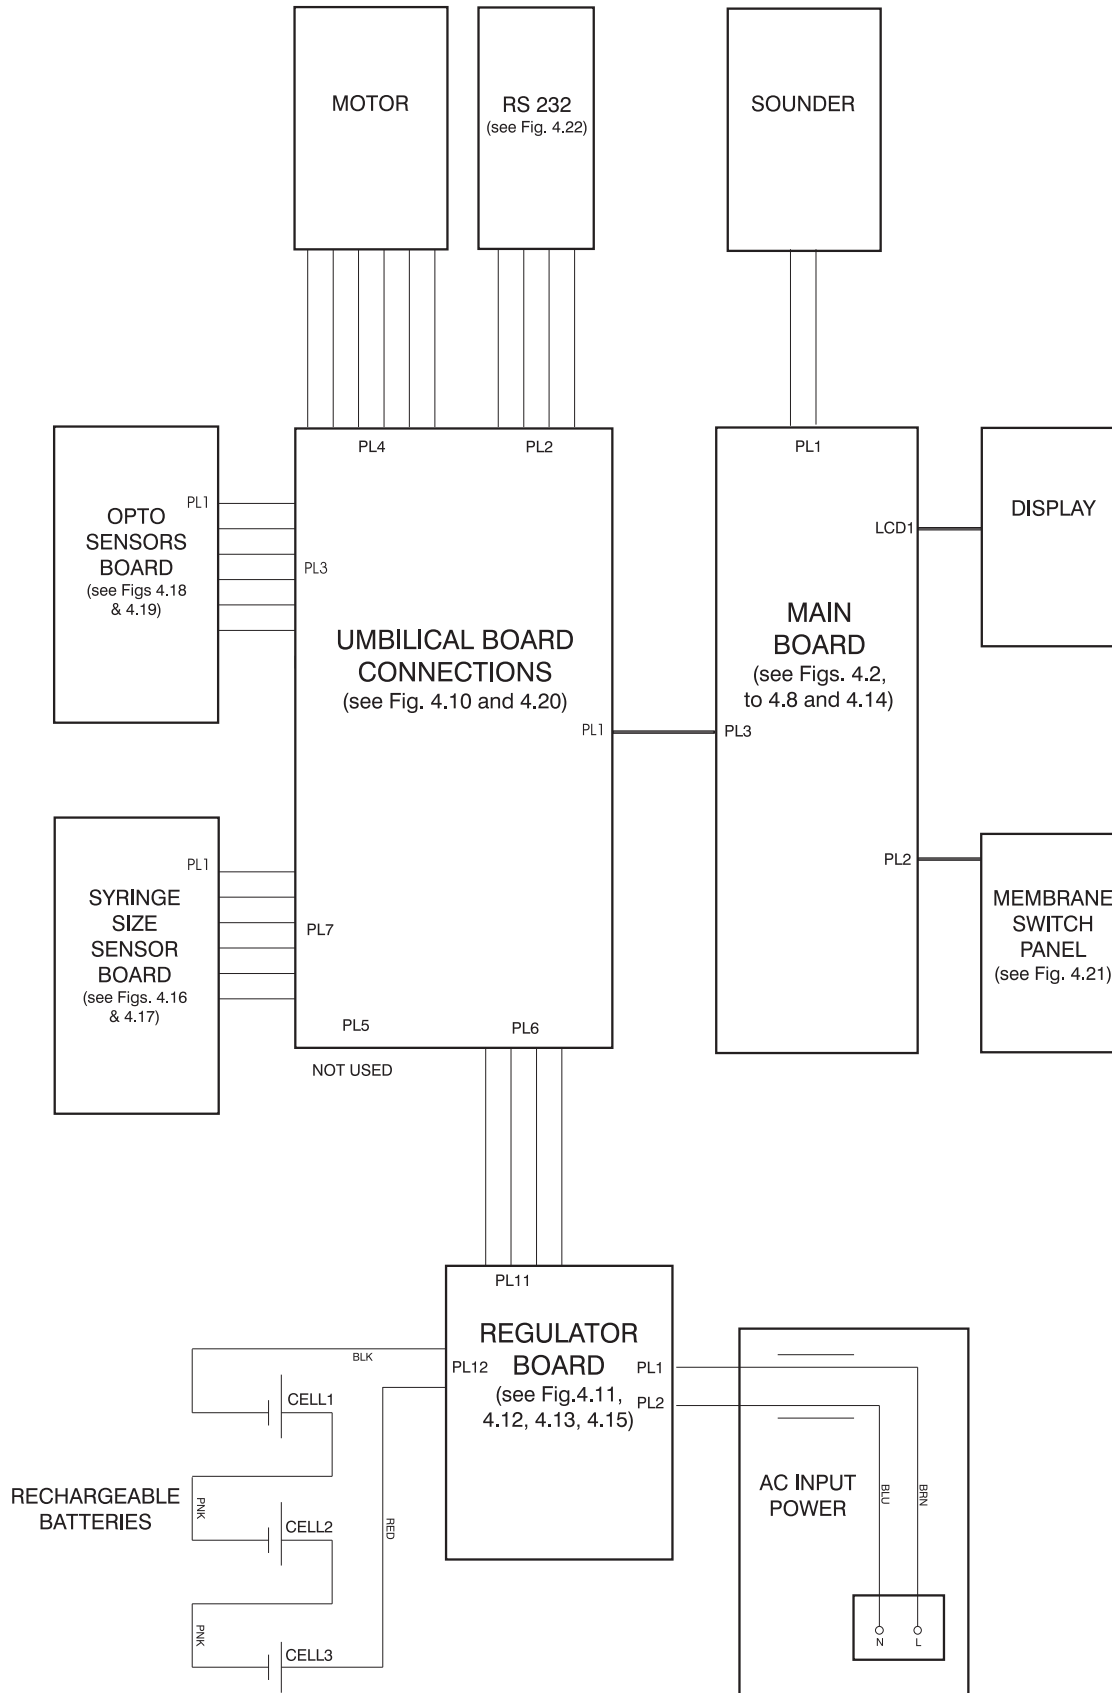 MOTOR
RS 232
(see Fig. 4.22)
SOUNDER
PL4
PL2
PL1
OPTO
SENSORS
BOARD
(see Figs 4.18
& 4.19)
PL1
PL3
UMBILICAL BOARD
CONNECTIONS
(see Fig. 4.10 and 4.20)
PL1
LCD1
DISPLAY
MAIN
BOARD
(see Figs. 4.2,
to 4.8 and 4.14)
PL3
PL2
MEMBRANE
SWITCH
PANEL
(see Fig. 4.21)
SYRINGE
SIZE
SENSOR
BOARD
(see Figs. 4.16
& 4.17)
PL1
PL7
PL5
PL6
NOT USED
PL11
REGULATOR
BOARD
(see Fig.4.11,
4.12, 4.13, 4.15)
PL12
PL1
PL2
BLK
CELL1
RECHARGEABLE
BATTERIES
PNK
CELL2
RED
PNK
CELL3
AC INPUT
POWER
BLU
BRN
N
L